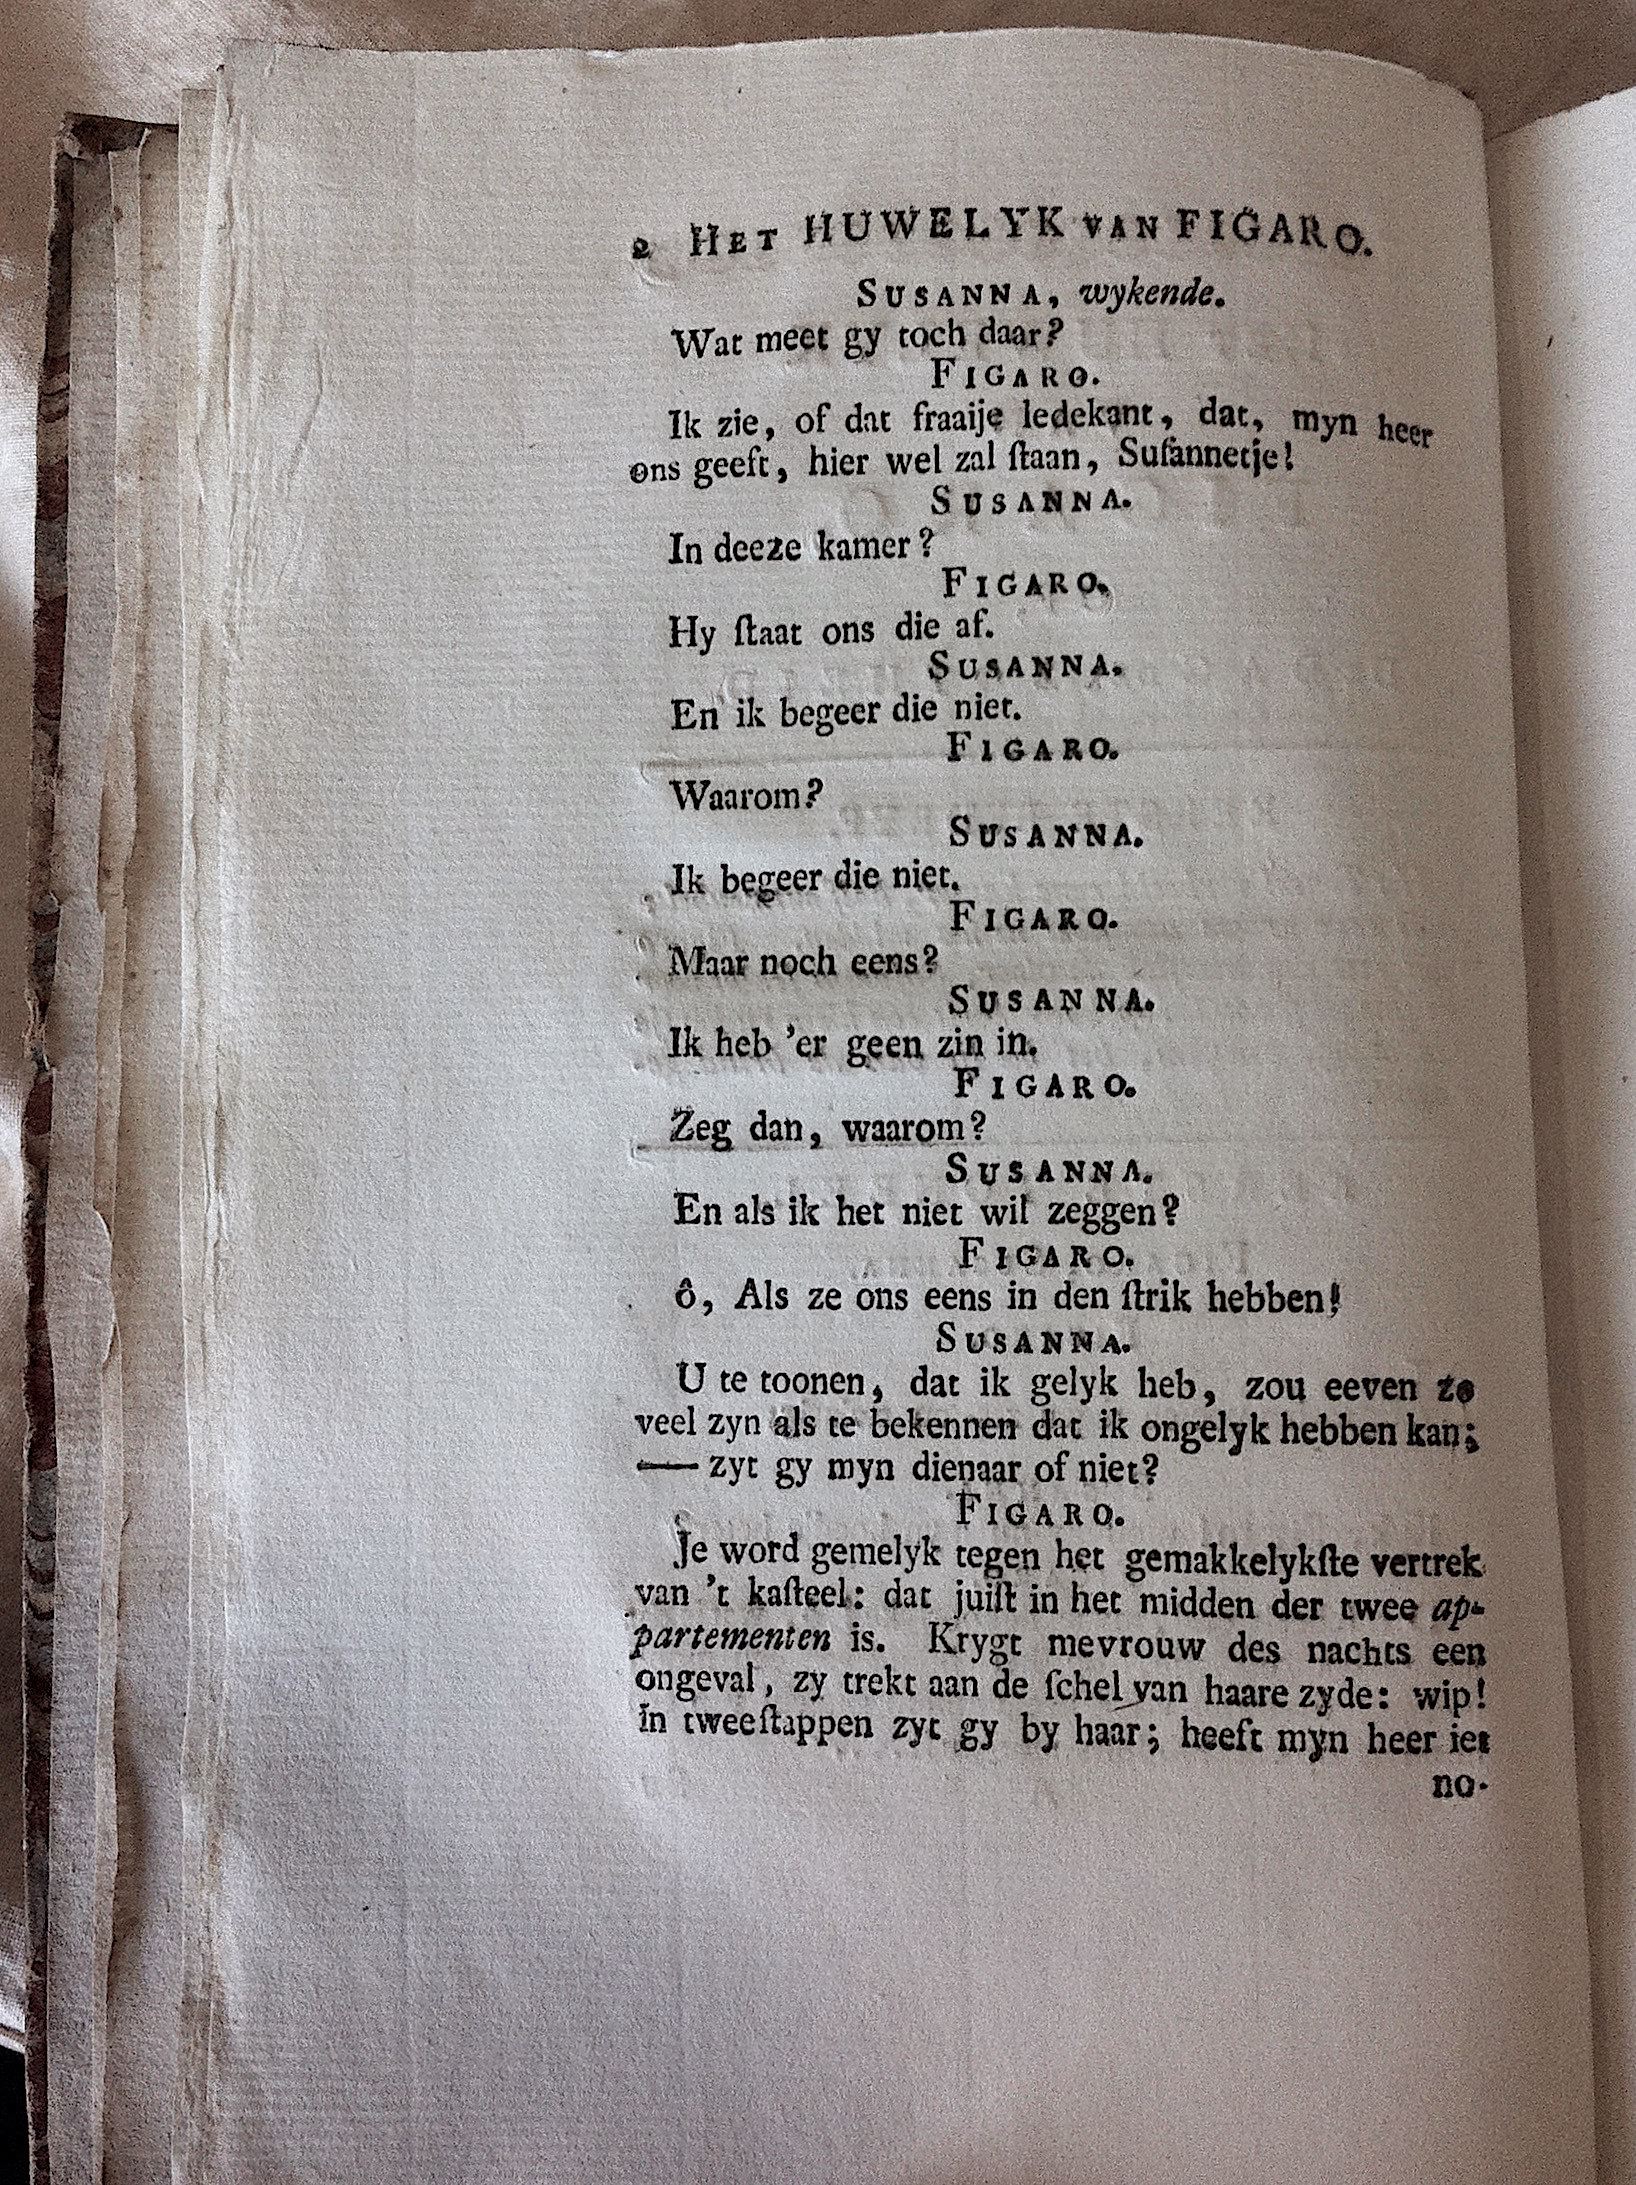 2 HET HUWELYK VAN FIGARO.
SUSANNA, wykende.
Wat meet gy toch daar?
FIGARO.
Ik zie, of dat fraaije ledekant, dat, myn heer
ons geeft, hier wel zal ſtaan, Suſannetje!
SUSANNA.
In deeze kamer?
FIGARO.
Hy ſtaat ons die af.
SUSANNA.
En ik begeer die niet.
FIGARO.
Waarom?
SUSANNA.
Ik begeer die niet.
FIGARO.
Maar noch eens?
SUSANNA.
Ik heb 'er geen zin in.
FIGARO.
Zeg dan, waarom?
SUSANNA.
En als ik het niet wil zeggen?
FIGARO.
ô, Als ze ons eens in den ſtrik hebben!
SUSANNA.
U te toonen, dat ik gelyk heb, zou eeven zo
veel zyn als te bekennen dat ik ongelyk hebben kan;
— zyt gy myn dienaar of niet?
FIGARO.
Je word gemelyk tegen het gemakkelykſte vertrek
van 't kaſteel: dat juiſt in het midden der twee ap-
partementen is. Krygt mevrouw des nachts een
ongeval, zy trekt aan de ſchel van haare zyde: wip!
in tweeſtappen zyt gy by haar; heeft myn heer iet
no-